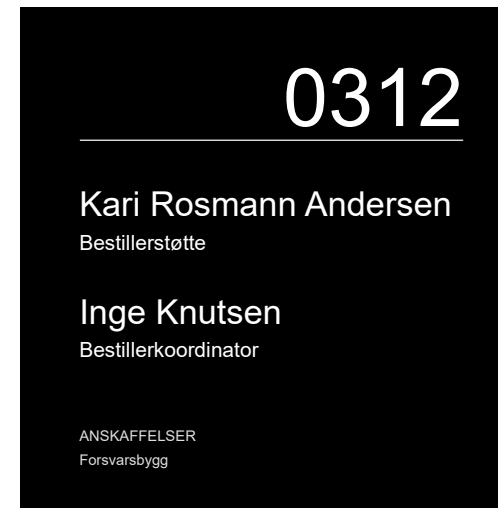 0312
Kari Rosmann Andersen
Bestillerstøtte
Inge Knutsen
Bestillerkoordinator
ANSKAFFELSER
Forsvarsbygg